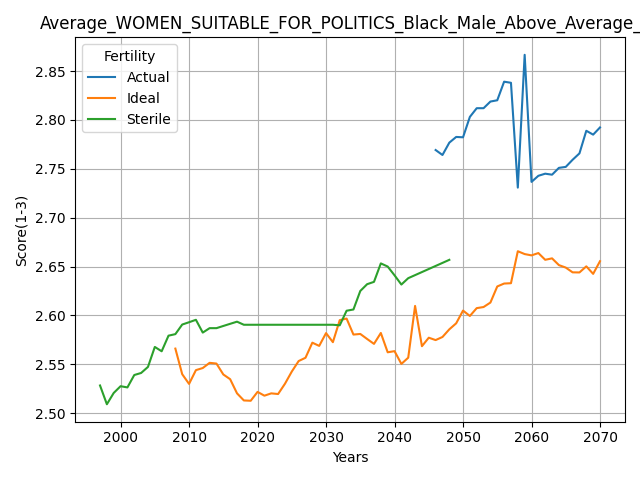 Average_WOMEN_SUITABLE_FOR_POLITICS_Black_Male_Above_Average_
Fertility
Actual
Ideal
Sterile
Score(1-3)
2.85
2.80
2.75
2.70
2.65
2.60
2.55
2.50
2000 2010 2020 2030 2040 2050 2060 2070
Years